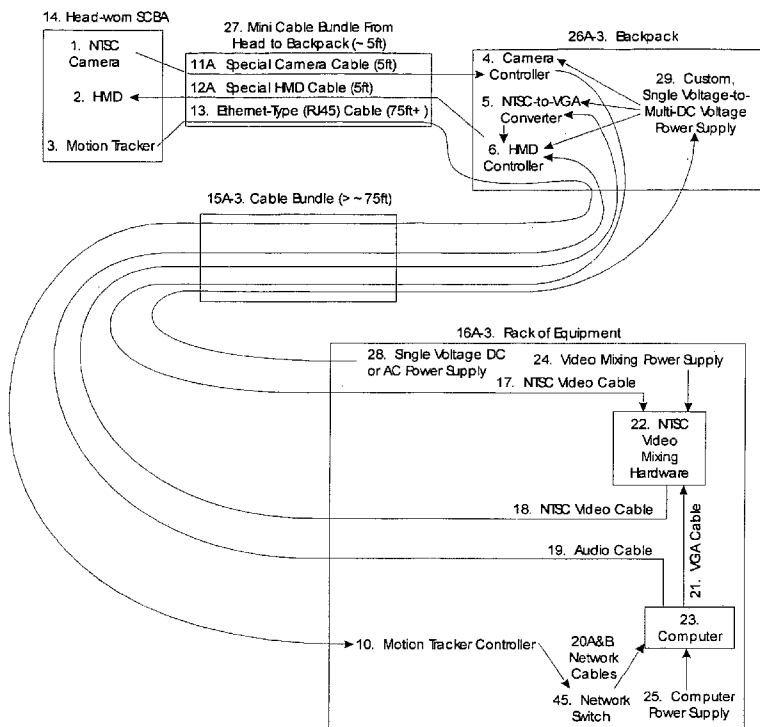 14. Head-worn SCBA
1. NTSC
Camera
2. HMD
3. Motion Tracker
27. Mini Cable Bundle From
Head to Backpack (~ 5ft)
11A. Special Camera Cable (5ft)
12A. Special HMD Cable (5ft)
13. Ethernet-Type (RJ45) Cable (75ft+)
26A-3. Backpack
4. Camera
Controller
5. NTSC-to-VGA
Converter
6. HMD
Controller
29. Custom,
Sngle Voltage-to-
Multi-DC Voltage
Power Supply
15A-3. Cable Bundle (> ~ 75ft)
16A-3. Rack of Equipment
28. Sngle Voltage DC
or AC Power Supply
24. Video Mixing Power Supply
17. NTSC Video Cable
22. NTSC
Video
Mixing
Hardware
18. NTSC Video Cable
19. Audio Cable
21. VGA Cable
23.
Computer
10. Motion Tracker Controller
20A&B
Network
Cables
45. Network
Switch
25. Computer
Power Supply